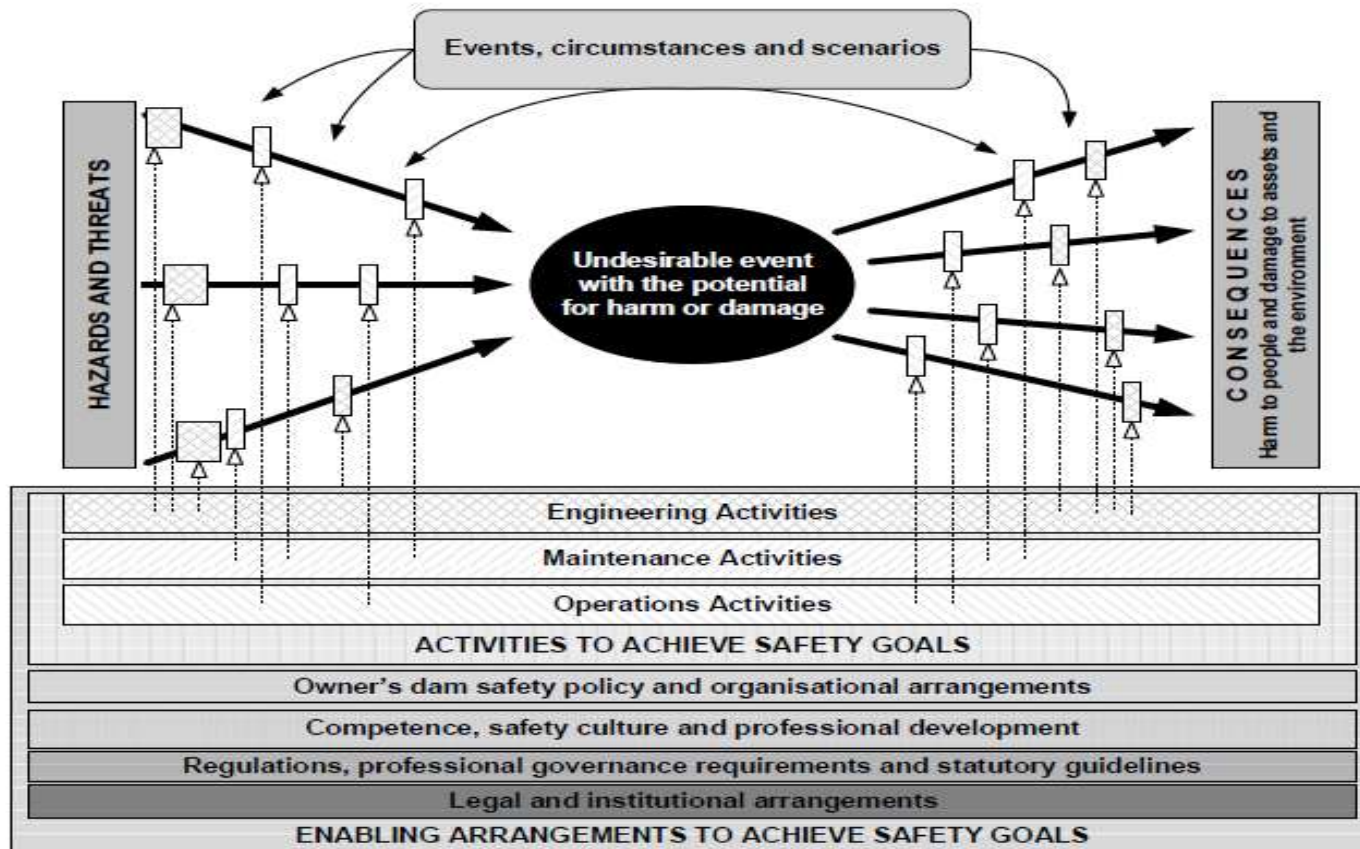 Events, circumstances and scenarios
HAZARDS AND THREATS
Undesirable event
with the potential
for harm or damage
CONSEQUENCES
Harm to people and damage to assets and
the environment
Engineering Activities
Maintenance Activities
Operations Activities
ACTIVITIES TO ACHIEVE SAFETY GOALS
Owner's dam safety policy and organisational arrangements
Competence, safety culture and professional development
Regulations, professional governance requirements and statutory guidelines
Legal and institutional arrangements
ENABLING ARRANGEMENTS TO ACHIEVE SAFETY GOALS